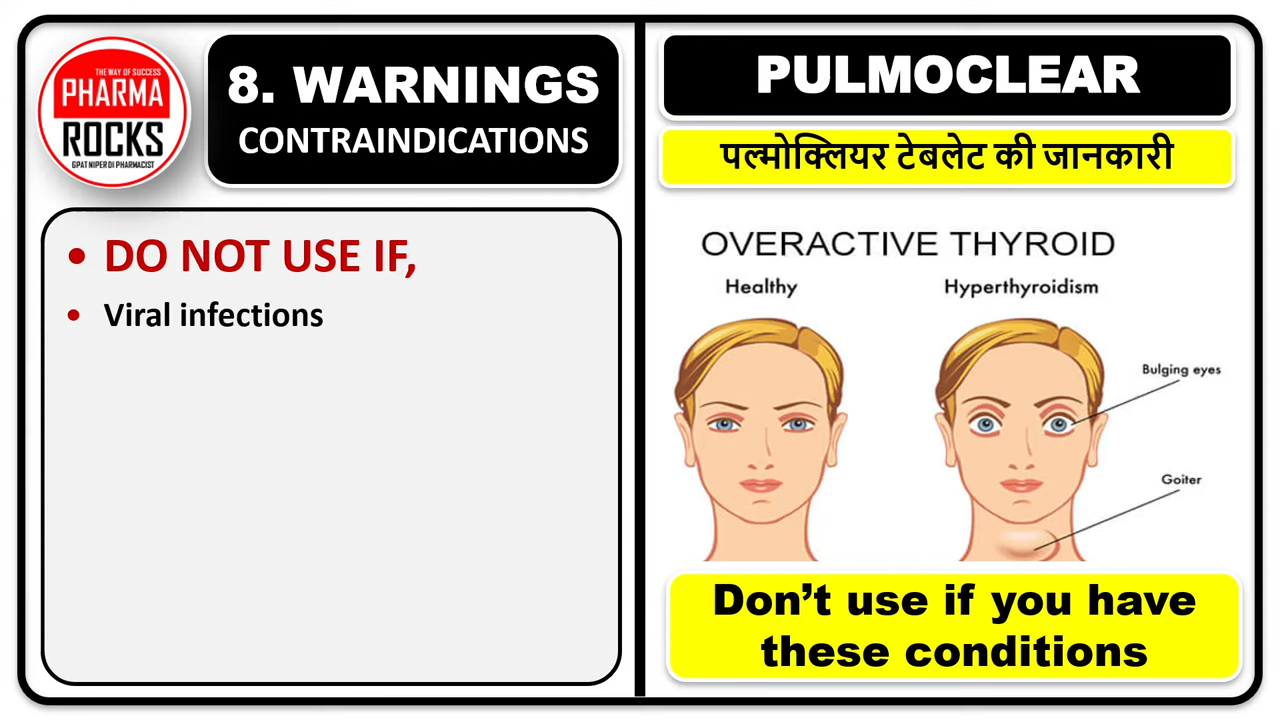 THE WAY OF SUCCESS
PHARMA
ROCKS
GPAT NIPER DI PHARMACIST
8. WARNINGS
CONTRAINDICATIONS
• DO NOT USE IF,
• Viral infections
PULMOCLEAR
पल्मोक्लियर टेबलेट की जानकारी
OVERACTIVE THYROID
Healthy
Hyperthyroidism
Bulging eyes
Goiter
Don’t use if you have
these conditions